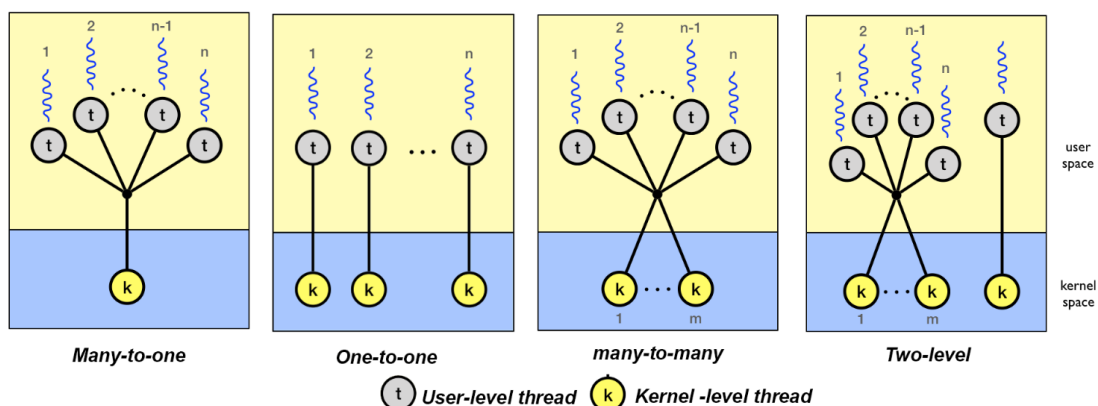 1 2 n-1 n
t t t t
k
Many-to-one
1 2 n
t t ... t
k k k
One-to-one
1 2 n-1 n
t t t t
k ... k
1 m
many-to-many
1 2 n-1 n
t t t t t
k ... k k
1 m
Two-level
user
space
kernel
space
t User-level thread k Kernel -level thread